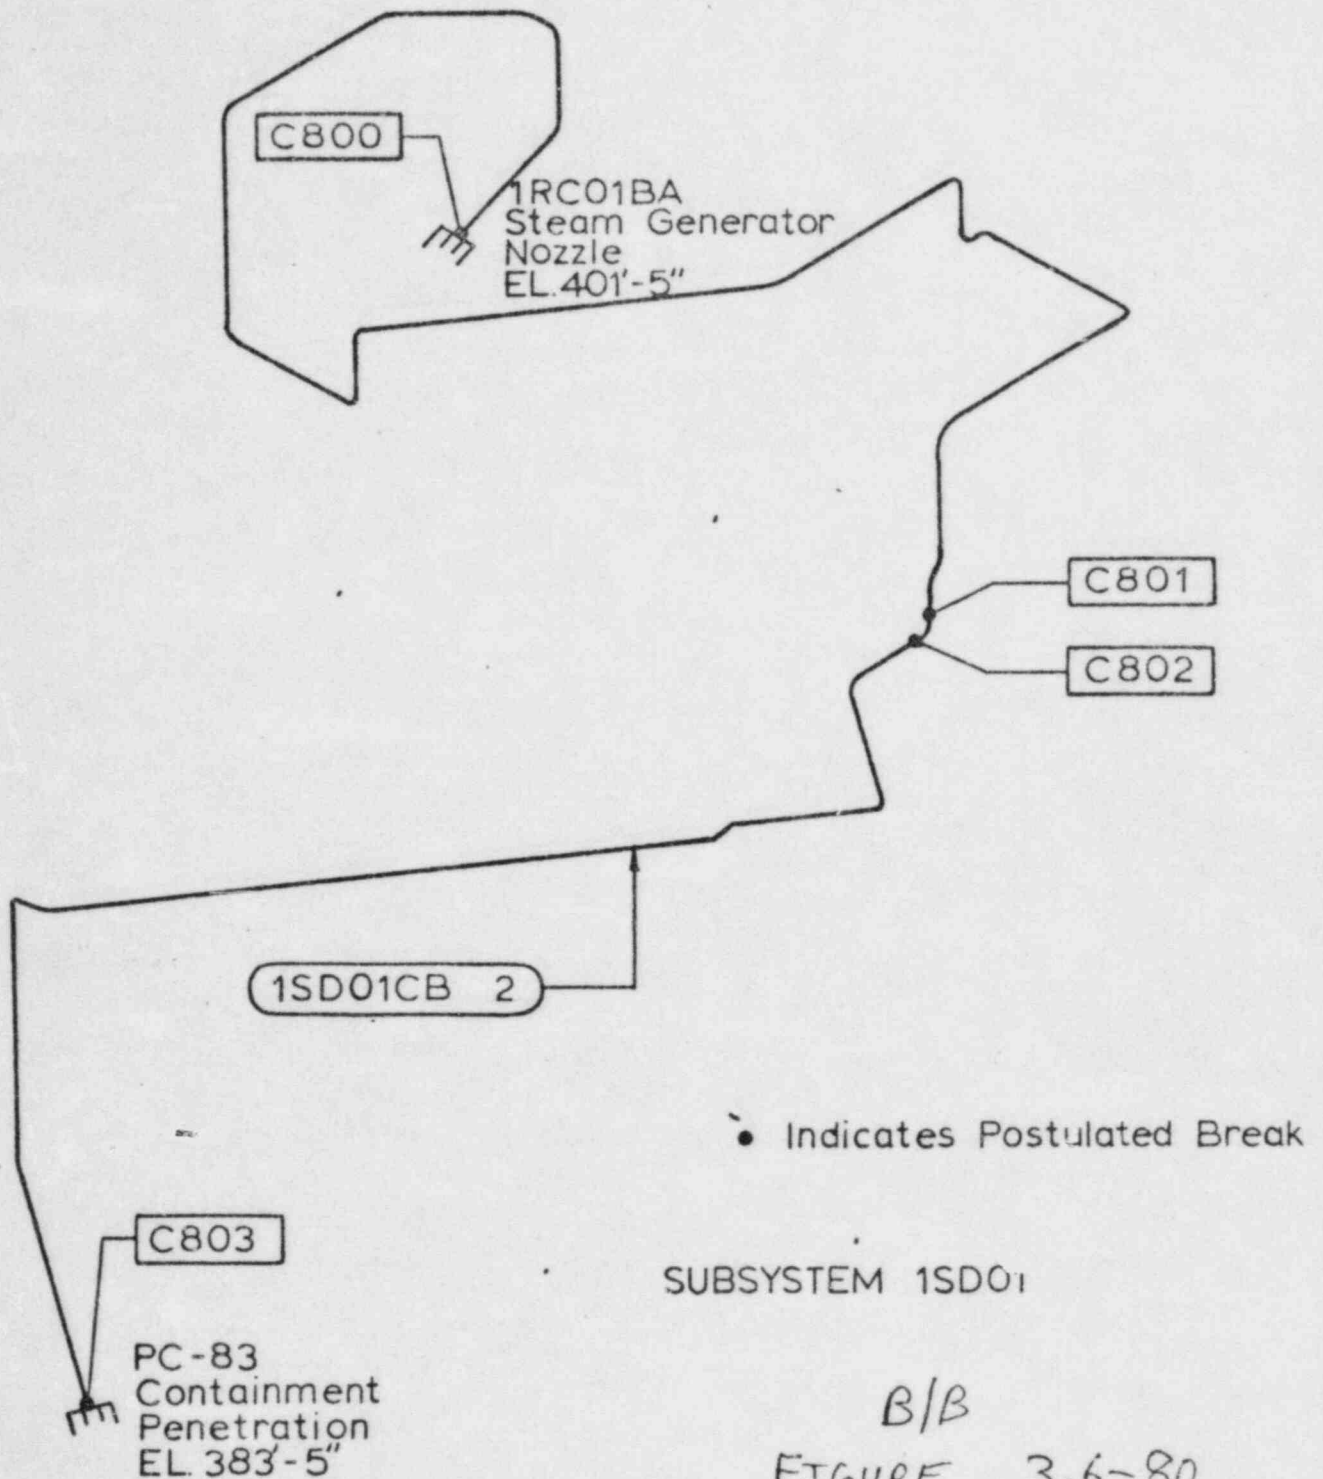 C800
1RC01BA
Steam Generator
Nozzle
EL.401'-5"
C801
C802
1SD01CB 2
• Indicates Postulated Break
C803
SUBSYSTEM 1SD01
PC-83
Containment
Penetration
EL. 383'-5"
B/B
FIGURE 3.6-80